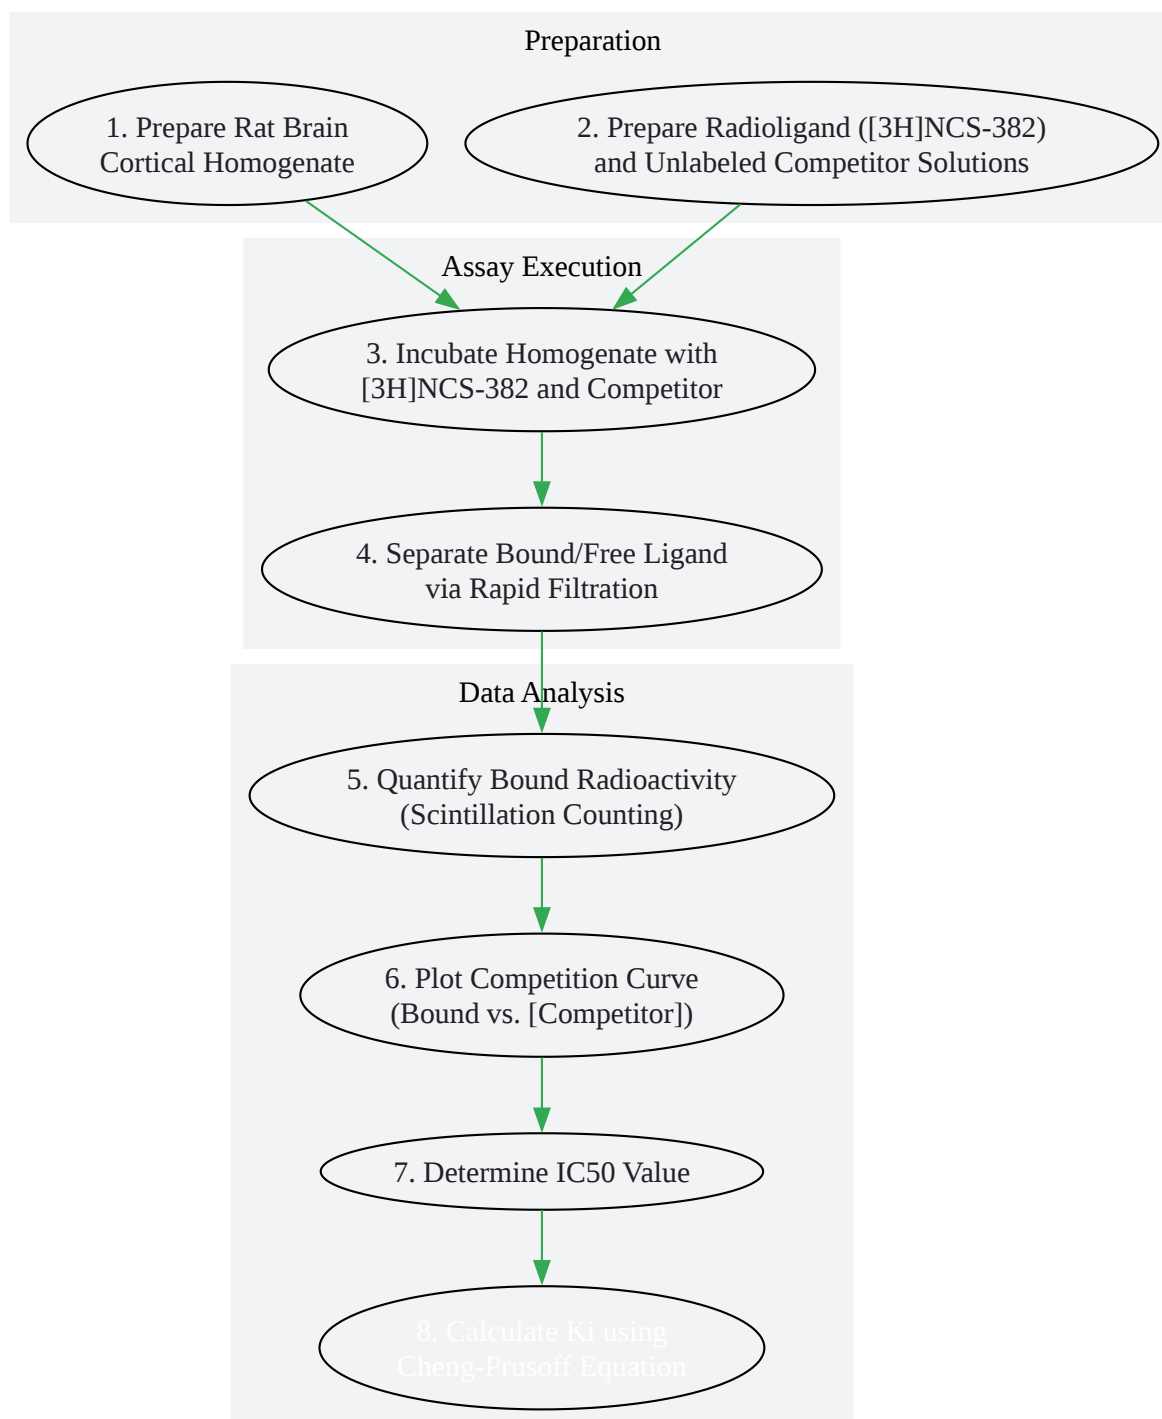 Preparation
1. Prepare Rat Brain
Cortical Homogenate
2. Prepare Radioligand ([3H]NCS-382)
and Unlabeled Competitor Solutions
Assay Execution
3. Incubate Homogenate with
[3H]NCS-382 and Competitor
4. Separate Bound/Free Ligand
via Rapid Filtration
Data Analysis
5. Quantify Bound Radioactivity
(Scintillation Counting)
6. Plot Competition Curve
(Bound vs. [Competitor])
7. Determine IC50 Value
8. Calculate Ki using
Cheng-Prusoff Equation